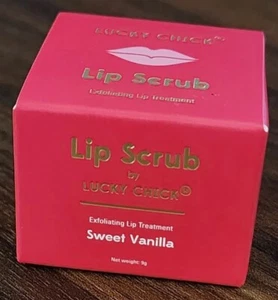 LUCKY CHICK®
Lip Scrub
Exfoliating Lip Treatment
Lip Scrub
by
LUCKY CHICK®
Exfoliating Lip Treatment
Sweet Vanilla
Net weight: 9g